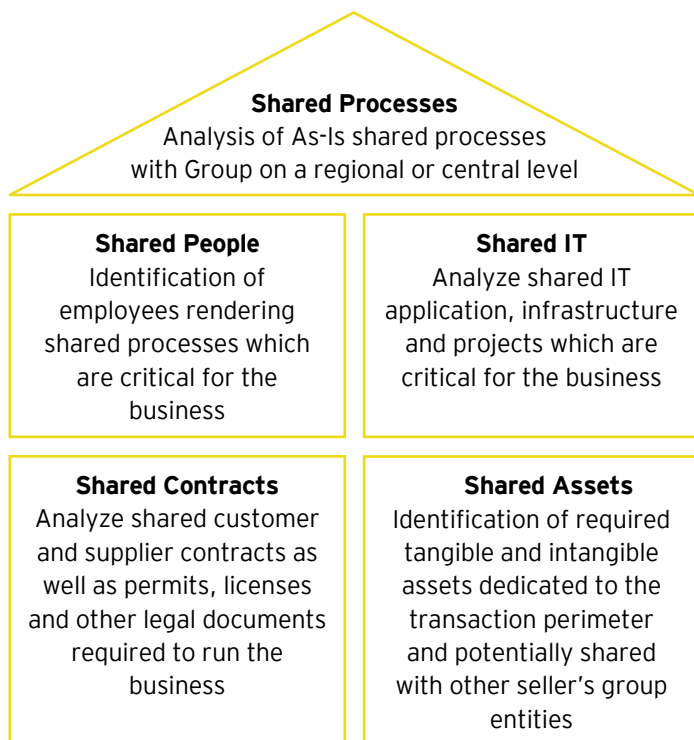 Shared Processes
Analysis of As-Is shared processes
with Group on a regional or central level
Shared People
Identification of
employees rendering
shared processes which
are critical for the
business
Shared IT
Analyze shared IT
application, infrastructure
and projects which are
critical for the business
Shared Contracts
Analyze shared customer
and supplier contracts as
well as permits, licenses
and other legal documents
required to run the
business
Shared Assets
Identification of required
tangible and intangible
assets dedicated to the
transaction perimeter
and potentially shared
with other seller’s group
entities